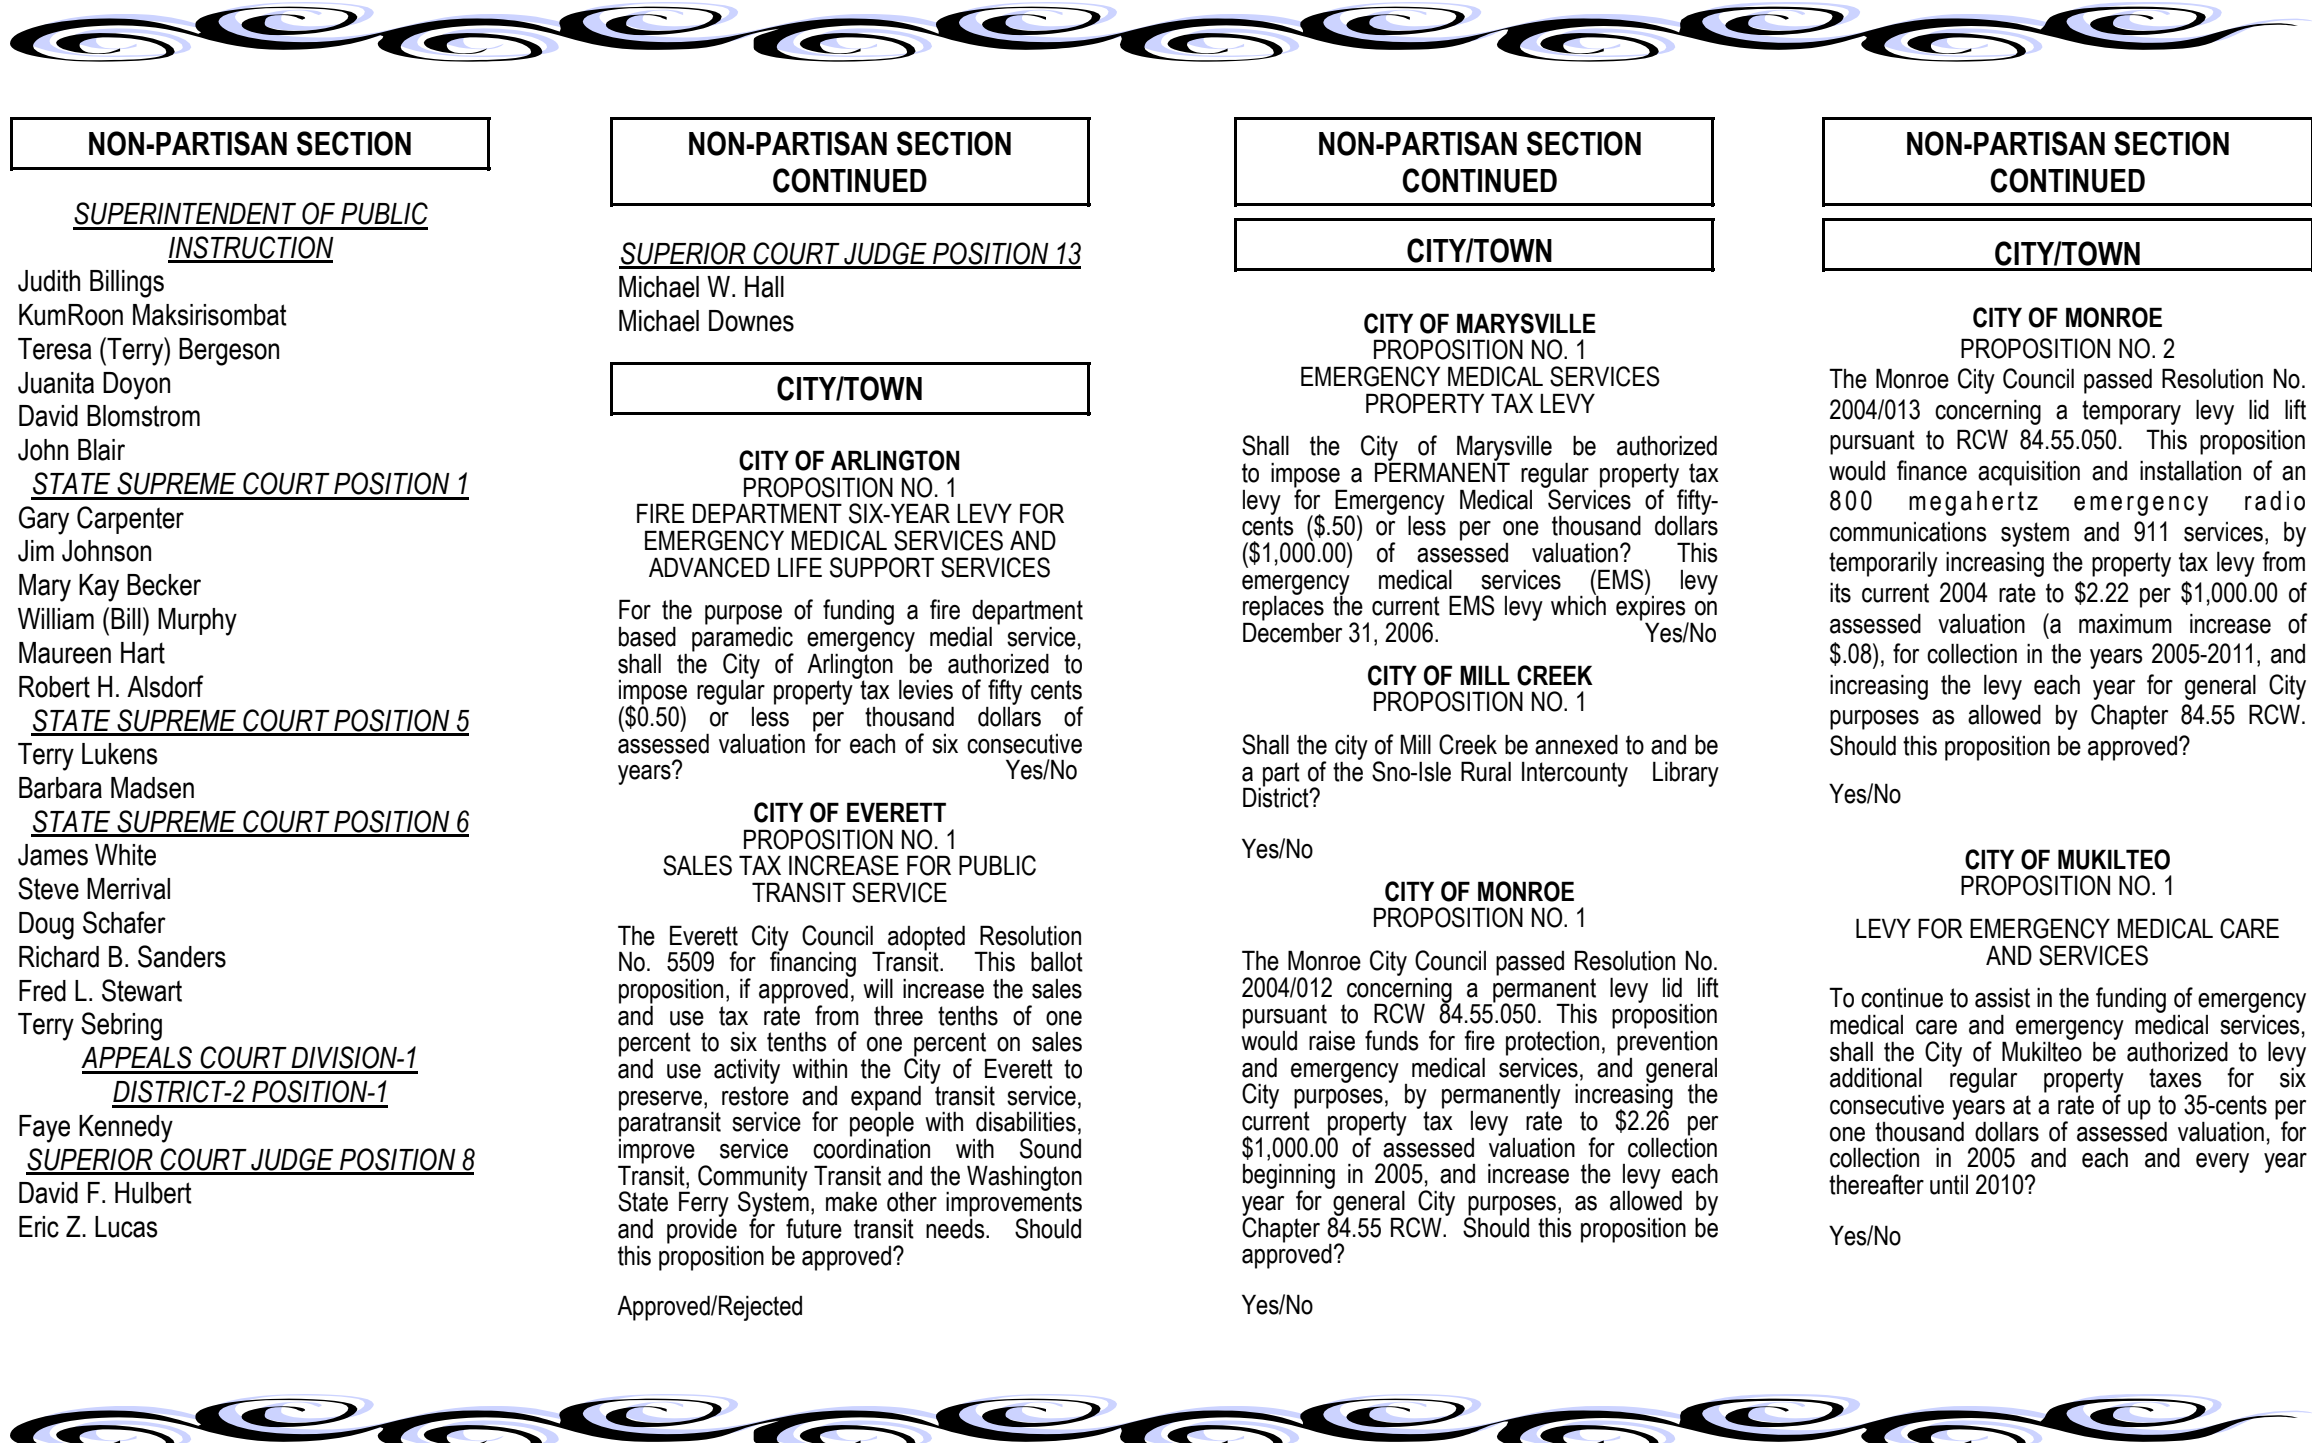 NON-PARTISAN SECTION
SUPERINTENDENT OF PUBLIC
INSTRUCTION
Judith Billings
KumRoon Maksirisombat
Teresa (Terry) Bergeson
Juanita Doyon
David Blomstrom
John Blair
STATE SUPREME COURT POSITION 1
Gary Carpenter
Jim Johnson
Mary Kay Becker
William (Bill) Murphy
Maureen Hart
Robert H. Alsdorf
STATE SUPREME COURT POSITION 5
Terry Lukens
Barbara Madsen
STATE SUPREME COURT POSITION 6
James White
Steve Merrival
Doug Schafer
Richard B. Sanders
Fred L. Stewart
Terry Sebring
APPEALS COURT DIVISION-1
DISTRICT-2 POSITION-1
Faye Kennedy
SUPERIOR COURT JUDGE POSITION 8
David F. Hulbert
Eric Z. Lucas
NON-PARTISAN SECTION
CONTINUED
SUPERIOR COURT JUDGE POSITION 13
Michael W. Hall
Michael Downes
CITY/TOWN
CITY OF ARLINGTON
PROPOSITION NO. 1
FIRE DEPARTMENT SIX-YEAR LEVY FOR
EMERGENCY MEDICAL SERVICES AND
ADVANCED LIFE SUPPORT SERVICES
For the purpose of funding a fire department
based paramedic emergency medial service,
shall the City of Arlington be authorized to
impose regular property tax levies of fifty cents
($0.50) or less per thousand dollars of
assessed valuation for each of six consecutive
years? Yes/No
CITY OF EVERETT
PROPOSITION NO. 1
SALES TAX INCREASE FOR PUBLIC
TRANSIT SERVICE
The Everett City Council adopted Resolution
No. 5509 for financing Transit. This ballot
proposition, if approved, will increase the sales
and use tax rate from three tenths of one
percent to six tenths of one percent on sales
and use activity within the City of Everett to
preserve, restore and expand transit service,
paratransit service for people with disabilities,
improve service coordination with Sound
Transit, Community Transit and the Washington
State Ferry System, make other improvements
and provide for future transit needs. Should
this proposition be approved?
Approved/Rejected
NON-PARTISAN SECTION
CONTINUED
CITY/TOWN
CITY OF MARYSVILLE
PROPOSITION NO. 1
EMERGENCY MEDICAL SERVICES
PROPERTY TAX LEVY
Shall the City of Marysville be authorized
to impose a PERMANENT regular property tax
levy for Emergency Medical Services of fifty-
cents ($.50) or less per one thousand dollars
($1,000.00) of assessed valuation? This
emergency medical services (EMS) levy
replaces the current EMS levy which expires on
December 31, 2006. Yes/No
CITY OF MILL CREEK
PROPOSITION NO. 1
Shall the city of Mill Creek be annexed to and be
a part of the Sno-Isle Rural Intercounty Library
District?
Yes/No
CITY OF MONROE
PROPOSITION NO. 1
The Monroe City Council passed Resolution No.
2004/012 concerning a permanent levy lid lift
pursuant to RCW 84.55.050. This proposition
would raise funds for fire protection, prevention
and emergency medical services, and general
City purposes, by permanently increasing the
current property tax levy rate to $2.26 per
$1,000.00 of assessed valuation for collection
beginning in 2005, and increase the levy each
year for general City purposes, as allowed by
Chapter 84.55 RCW. Should this proposition be
approved?
Yes/No
NON-PARTISAN SECTION
CONTINUED
CITY/TOWN
CITY OF MONROE
PROPOSITION NO. 2
The Monroe City Council passed Resolution No.
2004/013 concerning a temporary levy lid lift
pursuant to RCW 84.55.050. This proposition
would finance acquisition and installation of an
800 megahertz emergency radio
communications system and 911 services, by
temporarily increasing the property tax levy from
its current 2004 rate to $2.22 per $1,000.00 of
assessed valuation (a maximum increase of
$.08), for collection in the years 2005-2011, and
increasing the levy each year for general City
purposes as allowed by Chapter 84.55 RCW.
Should this proposition be approved?
Yes/No
CITY OF MUKILTEO
PROPOSITION NO. 1
LEVY FOR EMERGENCY MEDICAL CARE
AND SERVICES
To continue to assist in the funding of emergency
medical care and emergency medical services,
shall the City of Mukilteo be authorized to levy
additional regular property taxes for six
consecutive years at a rate of up to 35-cents per
one thousand dollars of assessed valuation, for
collection in 2005 and each and every year
thereafter until 2010?
Yes/No